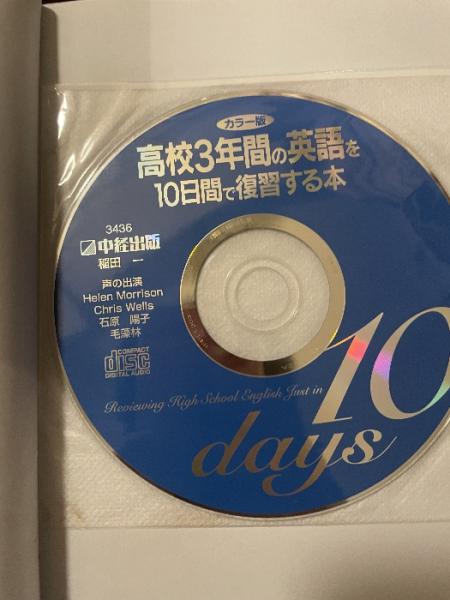 カラー版
高校3年間の英語を
10日間で復習する本
3436
中経出版
稲田 一
声の出演
Helen Morrison
Chris Wells
石原 陽子
毛藻林
COMPACT
disc
DIGITAL AUDIO
Reviewing High School English Just in
10
days